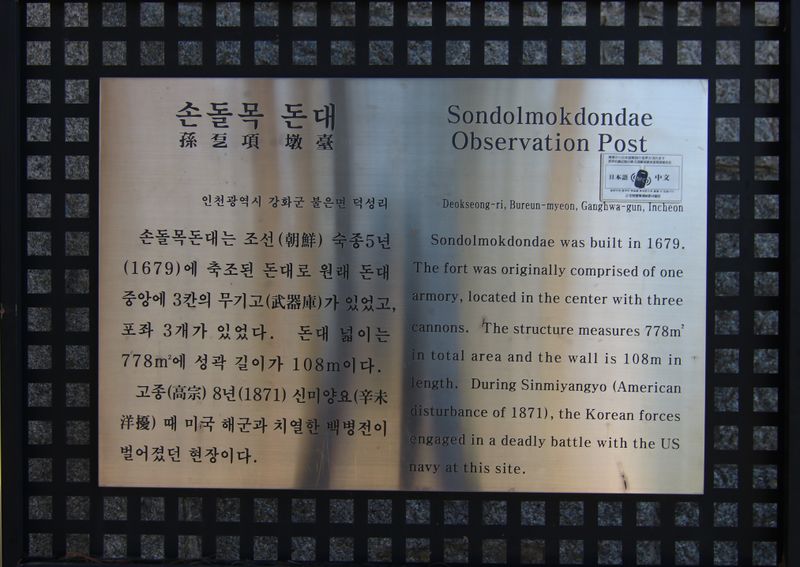 손돌목 돈대
孫乭項 墩臺
인천광역시 강화군 불은면 덕성리
손돌목돈대는 조선(朝鮮) 숙종5년
(1679)에 축조된 돈대로 원래 돈대
중앙에 3칸의 무기고(武器庫)가 있었고,
포좌 3개가 있었다. 돈대 넓이는
778m²에 성곽 길이가 108m이다.
고종(高宗) 8년(1871) 신미양요(辛未
洋擾) 때 미국 해군과 치열한 백병전이
벌어졌던 현장이다.
Sondolmokdondae
Observation Post
日本語 中文
Deokseong-ri, Bureun-myeon, Ganghwa-gun, Incheon
Sondolmokdondae was built in 1679.
The fort was originally comprised of one
armory, located in the center with three
cannons. The structure measures 778m²
in total area and the wall is 108m in
length. During Sinmiyangyo (American
disturbance of 1871), the Korean forces
engaged in a deadly battle with the US
navy at this site.